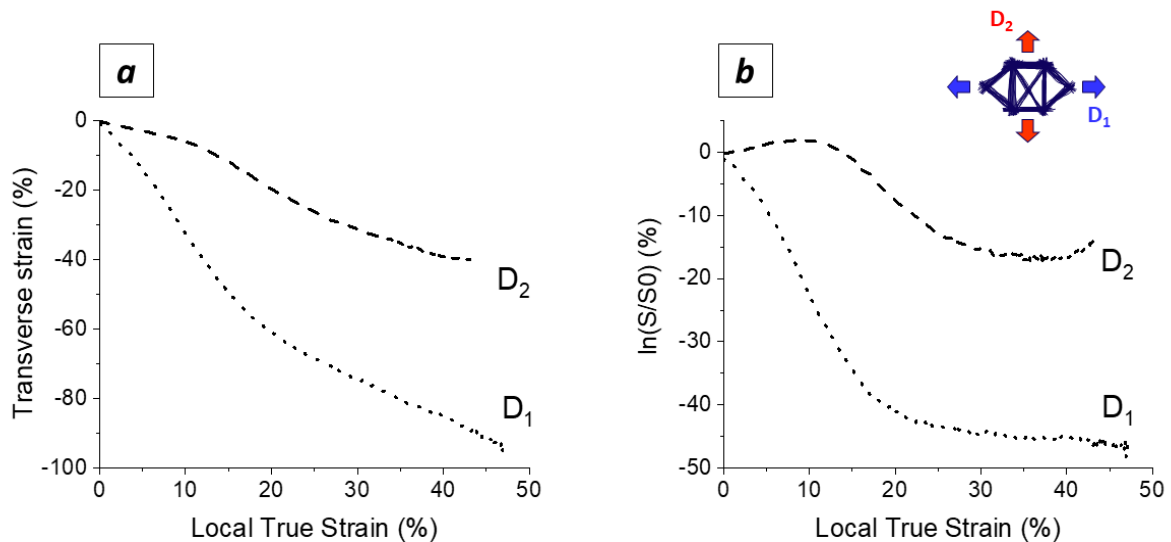 a
0
-20
-40
-60
-80
-100
Transverse strain (%)
D2
D1
0 10 20 30 40 50
Local True Strain (%)
b
D2
D1
0
-10
-20
-30
-40
-50
ln(S/S0) (%)
D2
D1
0 10 20 30 40 50
Local True Strain (%)